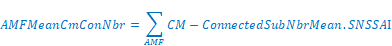 AMFMeanCmConNbr = ∑ CM − ConnectedSubNbrMean.SNSSAI
AMF